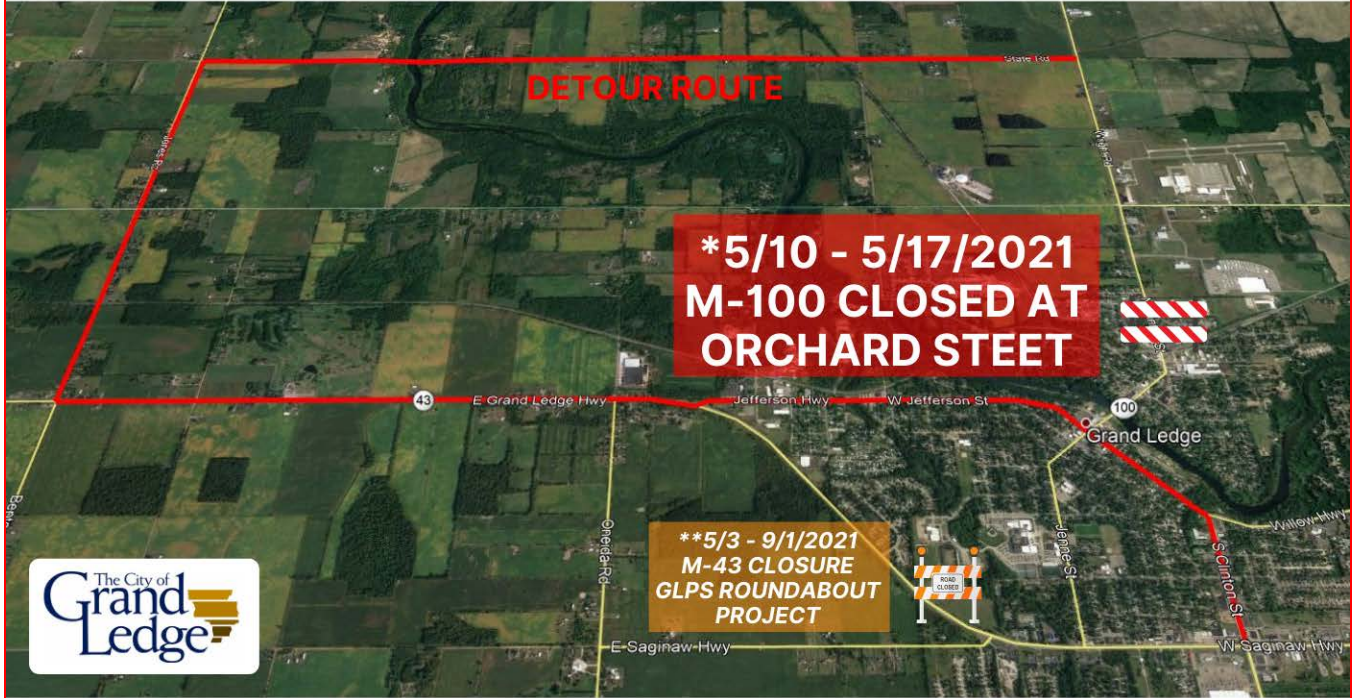 State Rd
DETOUR ROUTE
*5/10 - 5/17/2021
M-100 CLOSED AT
ORCHARD STEET
43
E Grand Ledge Hwy
Jefferson Hwy
W Jefferson St
100
Grand Ledge
Willow Hwy
Oneida Rd
**5/3 - 9/1/2021
M-43 CLOSURE
GLPS ROUNDABOUT
PROJECT
ROAD
CLOSED
Jenne St
S Clinton St
The City of
Grand
Ledge
E Saginaw Hwy
W Saginaw Hwy